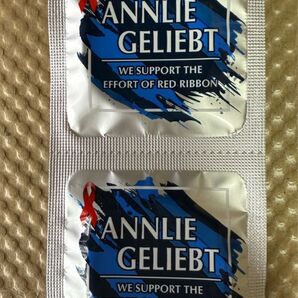 ANNLIE
GELIEBT
WE SUPPORT THE
EFFORT OF RED RIBBON
ANNLIE
GELIEBT
WE SUPPORT THE